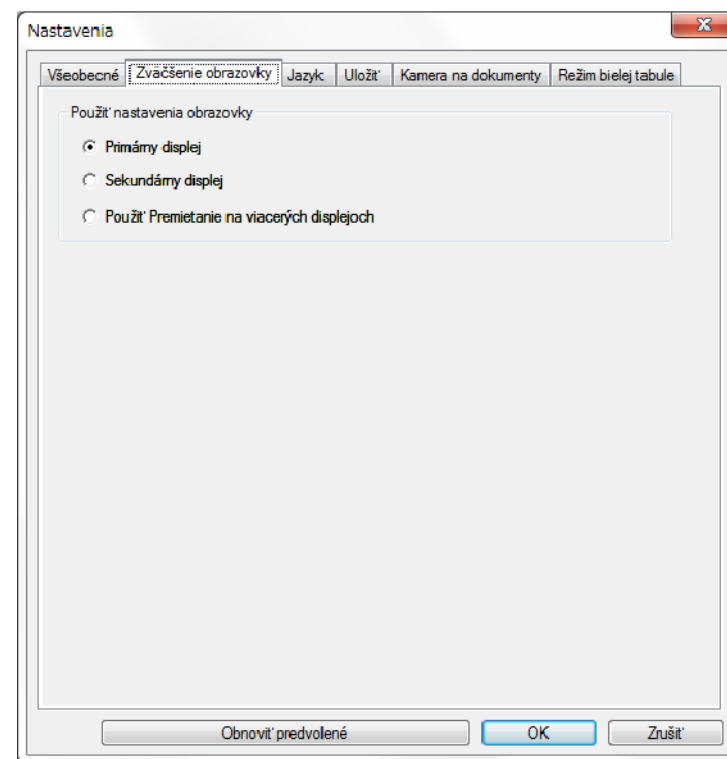 Nastavenia
Všeobecné Zväčšenie obrazovky Jazyk Uložiť Kamera na dokumenty Režim bielej tabule
Použiť nastavenia obrazovky
Primárny displej
Sekundárny displej
Použiť Premietanie na viacerých displejoch
Obnoviť predvolené OK Zrušiť